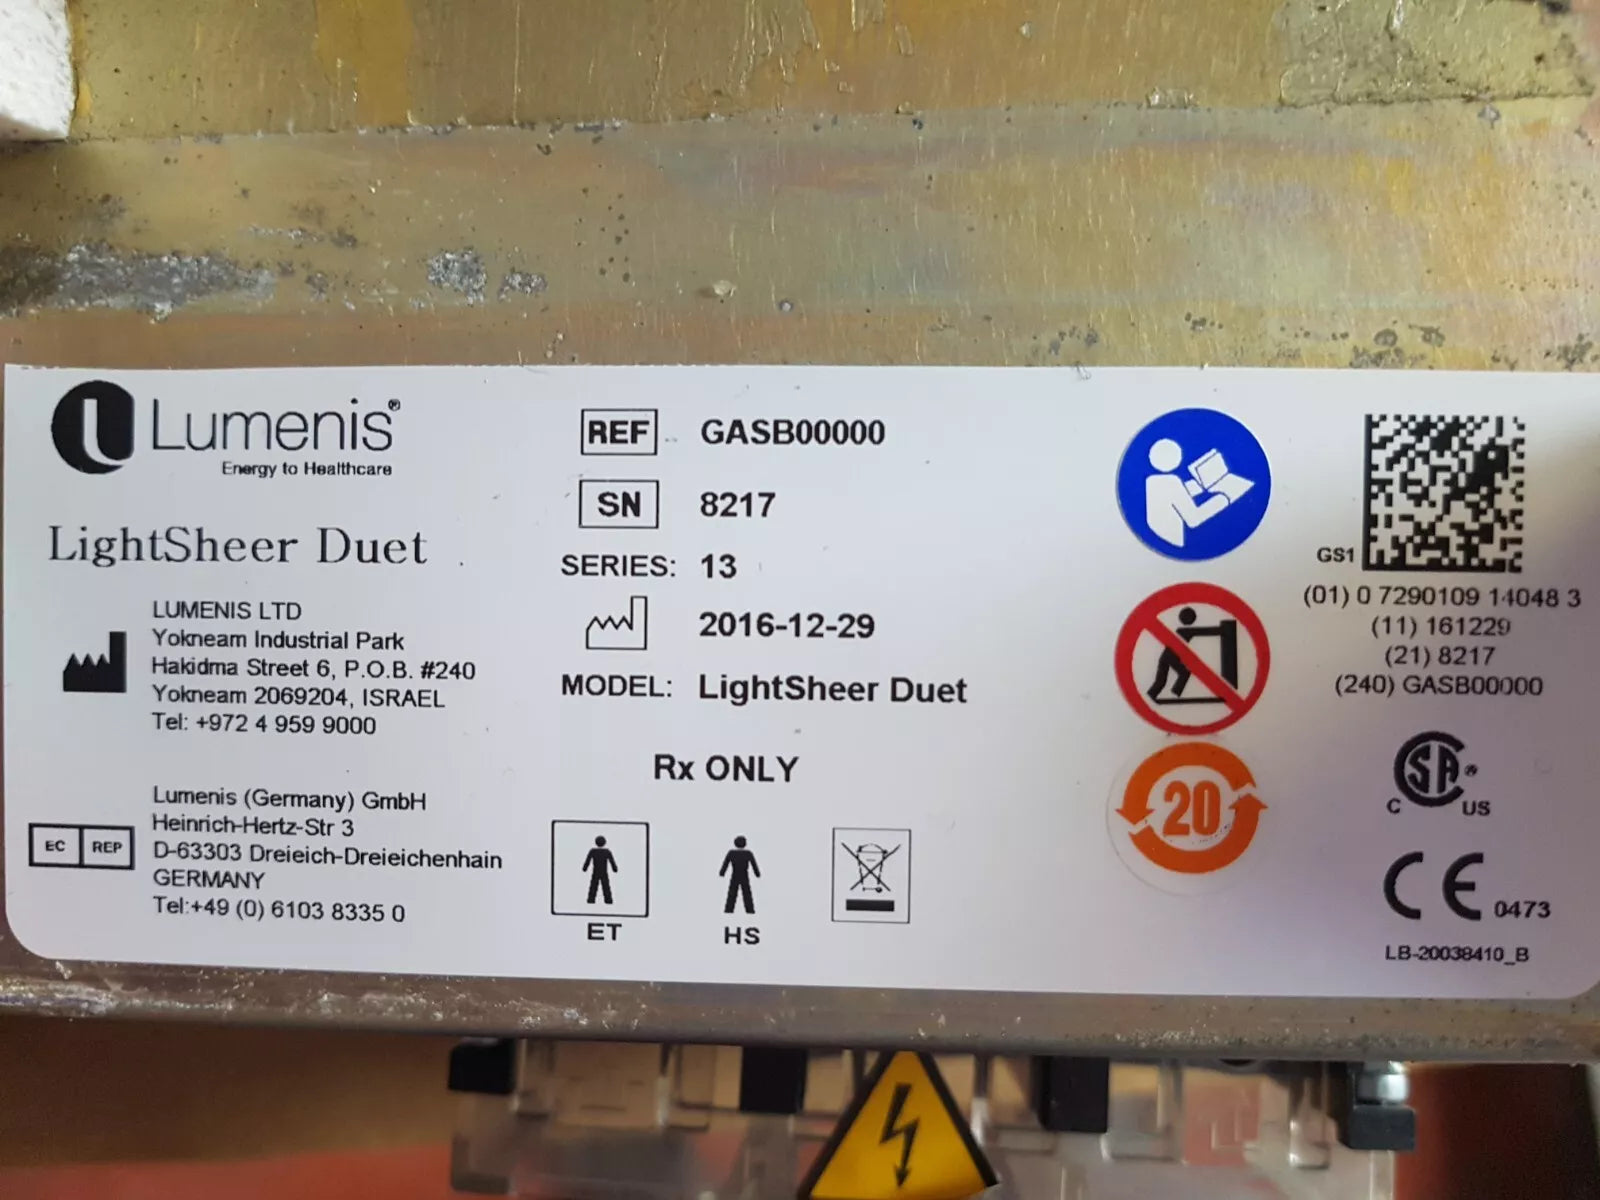 Lumenis®
Energy to Healthcare
LightSheer Duet
LUMENIS LTD
Yokneam Industrial Park
Hakidma Street 6, P.O.B. #240
Yokneam 2069204, ISRAEL
Tel: +972 4 959 9000
EC REP
Lumenis (Germany) GmbH
Heinrich-Hertz-Str 3
D-63303 Dreieich-Dreieichenhain
GERMANY
Tel:+49 (0) 6103 8335 0
REF GASB00000
SN 8217
SERIES: 13
2016-12-29
MODEL: LightSheer Duet
Rx ONLY
ET
HS
20
GS1
(01) 0 7290109 14048 3
(11) 161229
(21) 8217
(240) GASB00000
CSA®
C US
CE 0473
LB-20038410_B